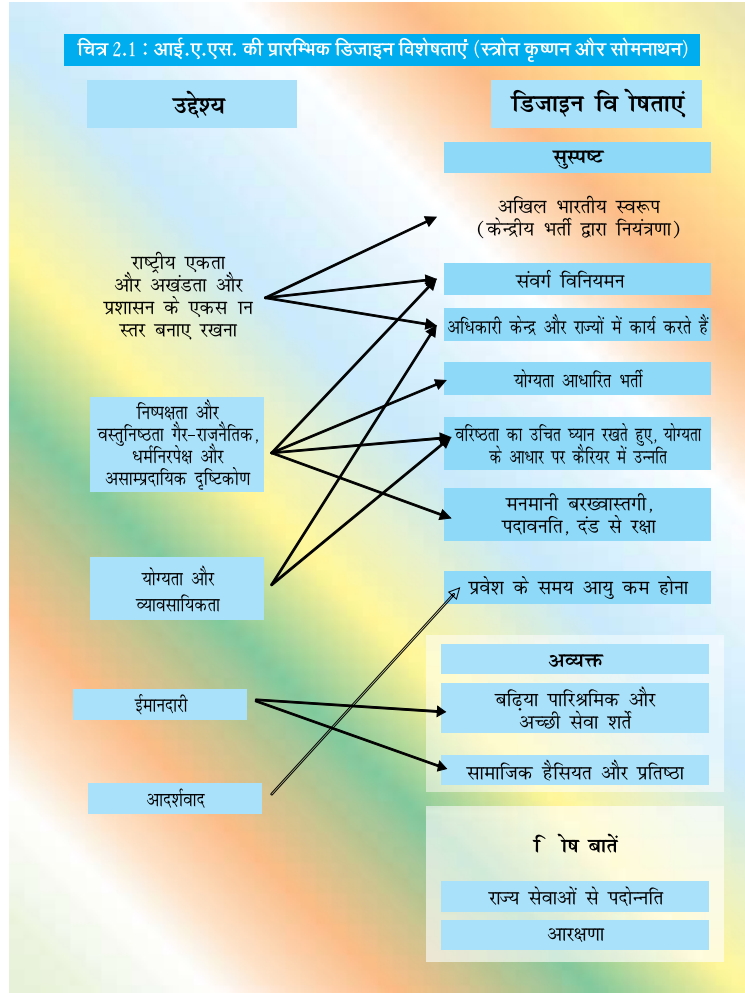 चित्र 2.1 : आई.ए.एस. की प्रारम्भिक डिजाइन विशेषताएं (स्त्रोत कृष्णन और सोमनाथन)
उद्देश्य
डिजाइन वि ोषताएं
सुस्पष्ट
अखिल भारतीय स्वरूप
(केन्द्रीय भर्ती द्वारा नियंत्रणा)
राष्ट्रीय एकता
और अखंडता और
प्रशासन के एकस ान
स्तर बनाए रखना
संवर्ग विनियमन
अधिकारी केन्द्र और राज्यों में कार्य करते हैं
योग्यता आधारित भर्ती
निष्पक्षता और
वस्तुनिष्ठता गैर-राजनैतिक,
धर्मनिरपेक्ष और
असाम्प्रदायिक दृष्टिकोण
वरिष्ठता का उचित घ्यान रखते हुए, योग्यता
के आधार पर कैरियर में उन्नति
मनमानी बरख्वास्तगी,
पदावनति, दंड से रक्षा
योग्यता और
व्यावसायिकता
प्रवेश के समय आयु कम होना
अव्यक्त
ईमानदारी
बढ़िया पारिश्रमिक और
अच्छी सेवा शर्ते
सामाजिक हैसियत और प्रतिष्ठा
आदर्शवाद
ि ोष बातें
राज्य सेवाओं से पदोन्नति
आरक्षणा